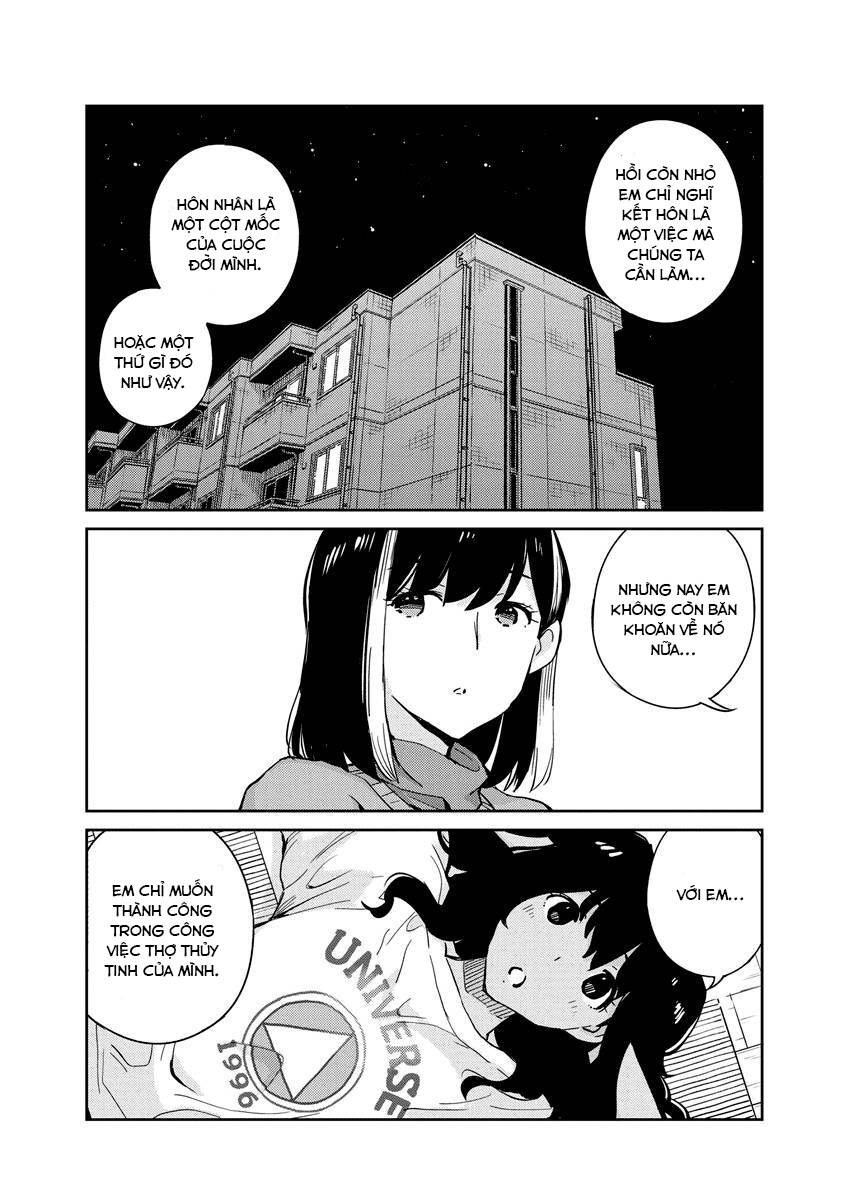 HỒI CÒN NHỎ
EM CHỈ NGHĨ
KẾT HÔN LÀ
MỘT VIỆC MÀ
CHÚNG TA
CẦN LÀM...
HÔN NHÂN LÀ
MỘT CỘT MỐC
CỦA CUỘC
ĐỜI MÌNH.
HOẶC MỘT
THỨ GÌ ĐÓ
NHƯ VẬY.
NHƯNG NAY EM
KHÔNG CÒN BĂN
KHOĂN VỀ NÓ
NỮA...
VỚI EM...
EM CHỈ MUỐN
THÀNH CÔNG
TRONG CÔNG
VIỆC THỢ THỦY
TINH CỦA MÌNH.
UNIVERSE
1996